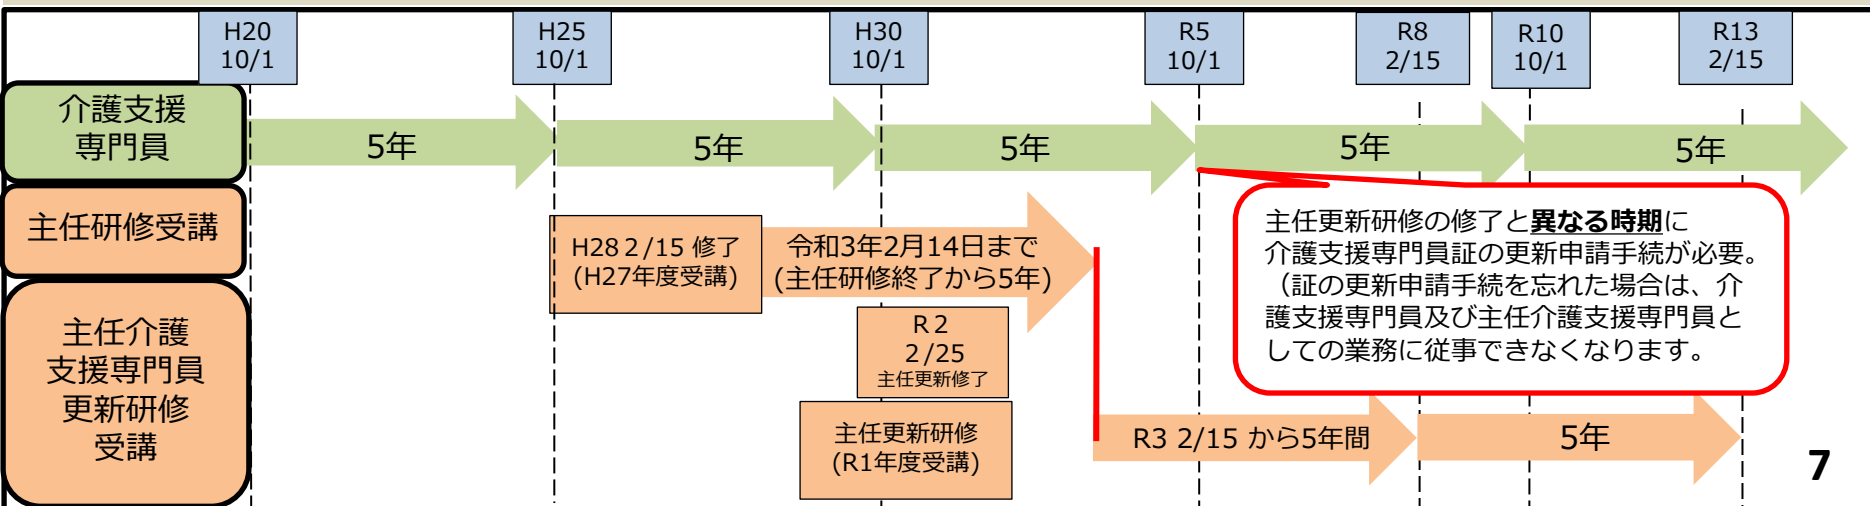 H20
10/1
H25
10/1
H30
10/1
R5
10/1
R8
2/15
R10
10/1
R13
2/15
介護支援
専門員
5年
5年
5年
5年
5年
主任研修受講
H28 2/15 修了
(H27年度受講)
令和3年2月14日まで
(主任研修終了から5年)
主任更新研修の修了と異なる時期に
介護支援専門員証の更新申請手続が必要。
(証の更新申請手続を忘れた場合は、介
護支援専門員及び主任介護支援専門員と
しての業務に従事できなくなります。
主任介護
支援専門員
更新研修
受講
R2
2/25
主任更新修了
主任更新研修
(R1年度受講)
R3 2/15 から5年間
5年
7